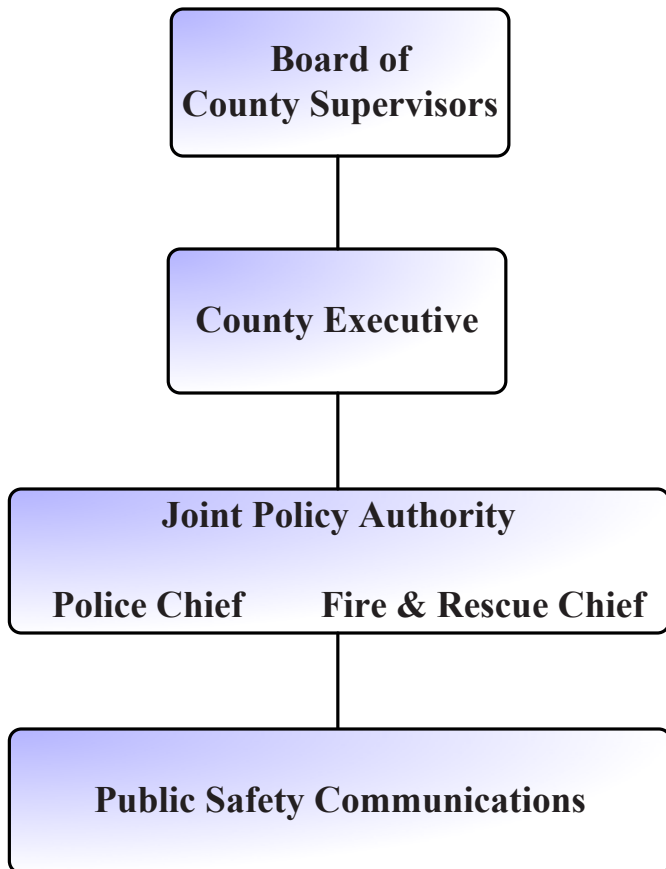 Board of
County Supervisors
County Executive
Joint Policy Authority
Police Chief Fire & Rescue Chief
Public Safety Communications